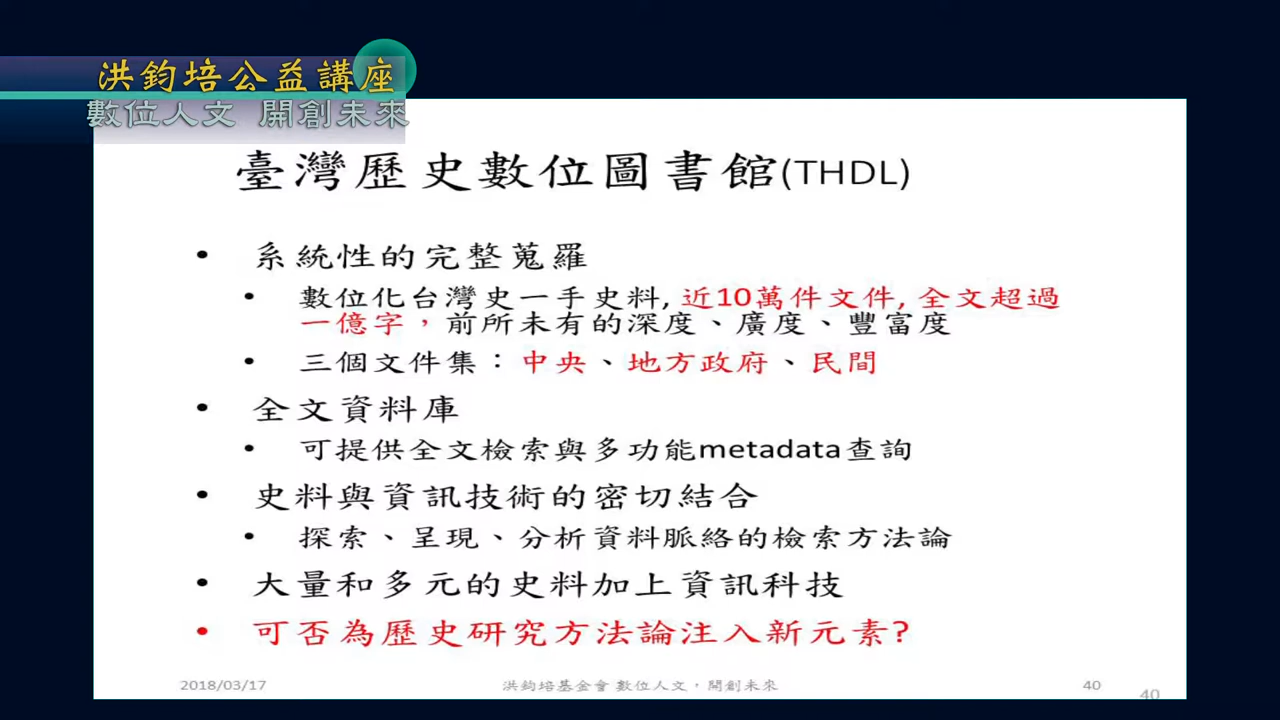 洪鈞培公益講座
數位人文 開創未來
臺灣歷史數位圖書館(THDL)
• 系統性的完整蒐羅
• 數位化台灣史一手史料, 近10萬件文件, 全文超過
一億字，前所未有的深度、廣度、豐富度
• 三個文件集：中央、地方政府、民間
• 全文資料庫
• 可提供全文檢索與多功能metadata查詢
• 史料與資訊技術的密切結合
• 探索、呈現、分析資料脈絡的檢索方法論
• 大量和多元的史料加上資訊科技
• 可否為歷史研究方法論注入新元素?
2018/03/17
洪鈞培基金會 數位人文，開創未來
40
40